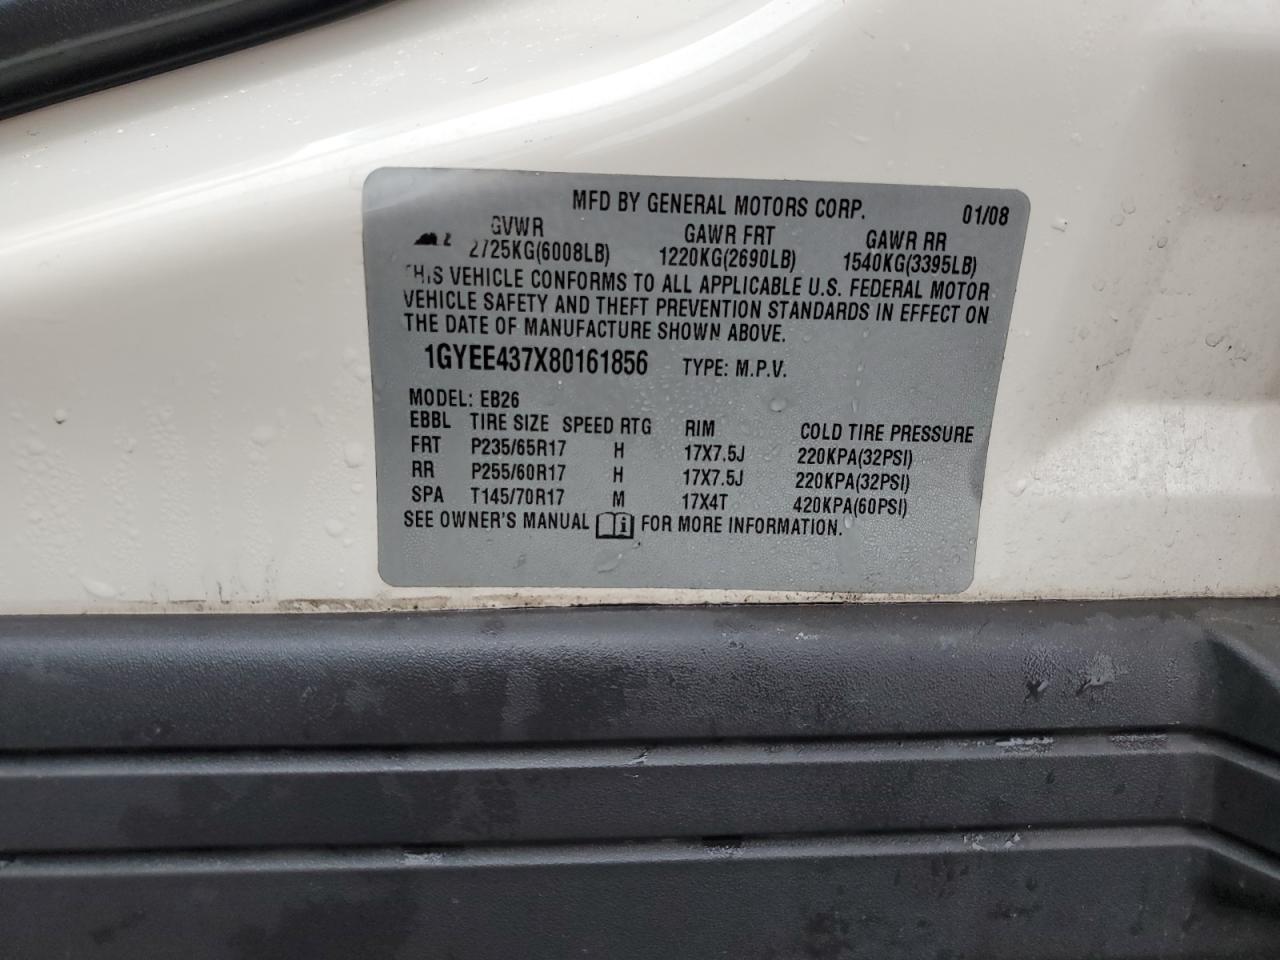 MFD BY GENERAL MOTORS CORP. 01/08
GVWR GAWR FRT GAWR RR
2725KG(6008LB) 1220KG(2690LB) 1540KG(3395LB)
THIS VEHICLE CONFORMS TO ALL APPLICABLE U.S. FEDERAL MOTOR
VEHICLE SAFETY AND THEFT PREVENTION STANDARDS IN EFFECT ON
THE DATE OF MANUFACTURE SHOWN ABOVE.
1GYEE437X80161856 TYPE: M.P.V.
MODEL: EB26
EBBL TIRE SIZE SPEED RTG RIM COLD TIRE PRESSURE
FRT P235/65R17 H 17X7.5J 220KPA(32PSI)
RR P255/60R17 H 17X7.5J 220KPA(32PSI)
SPA T145/70R17 M 17X4T 420KPA(60PSI)
SEE OWNER'S MANUAL i FOR MORE INFORMATION.